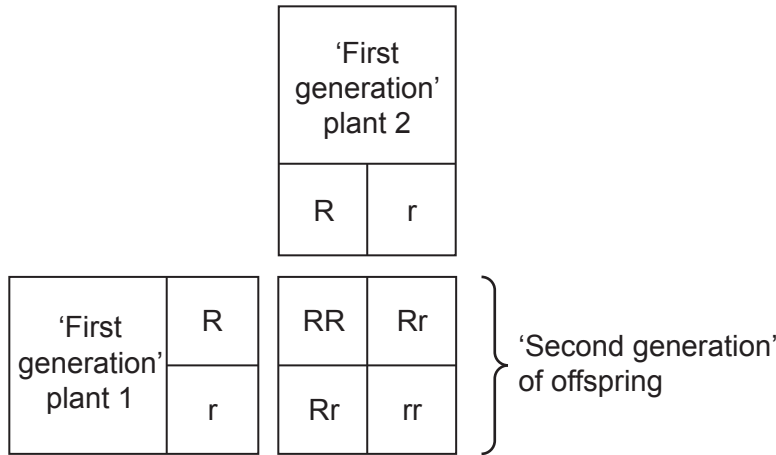 ‘First
generation’
plant 2
R r
‘First
generation’
plant 1
R
r
RR Rr
Rr rr
‘Second generation’
of offspring